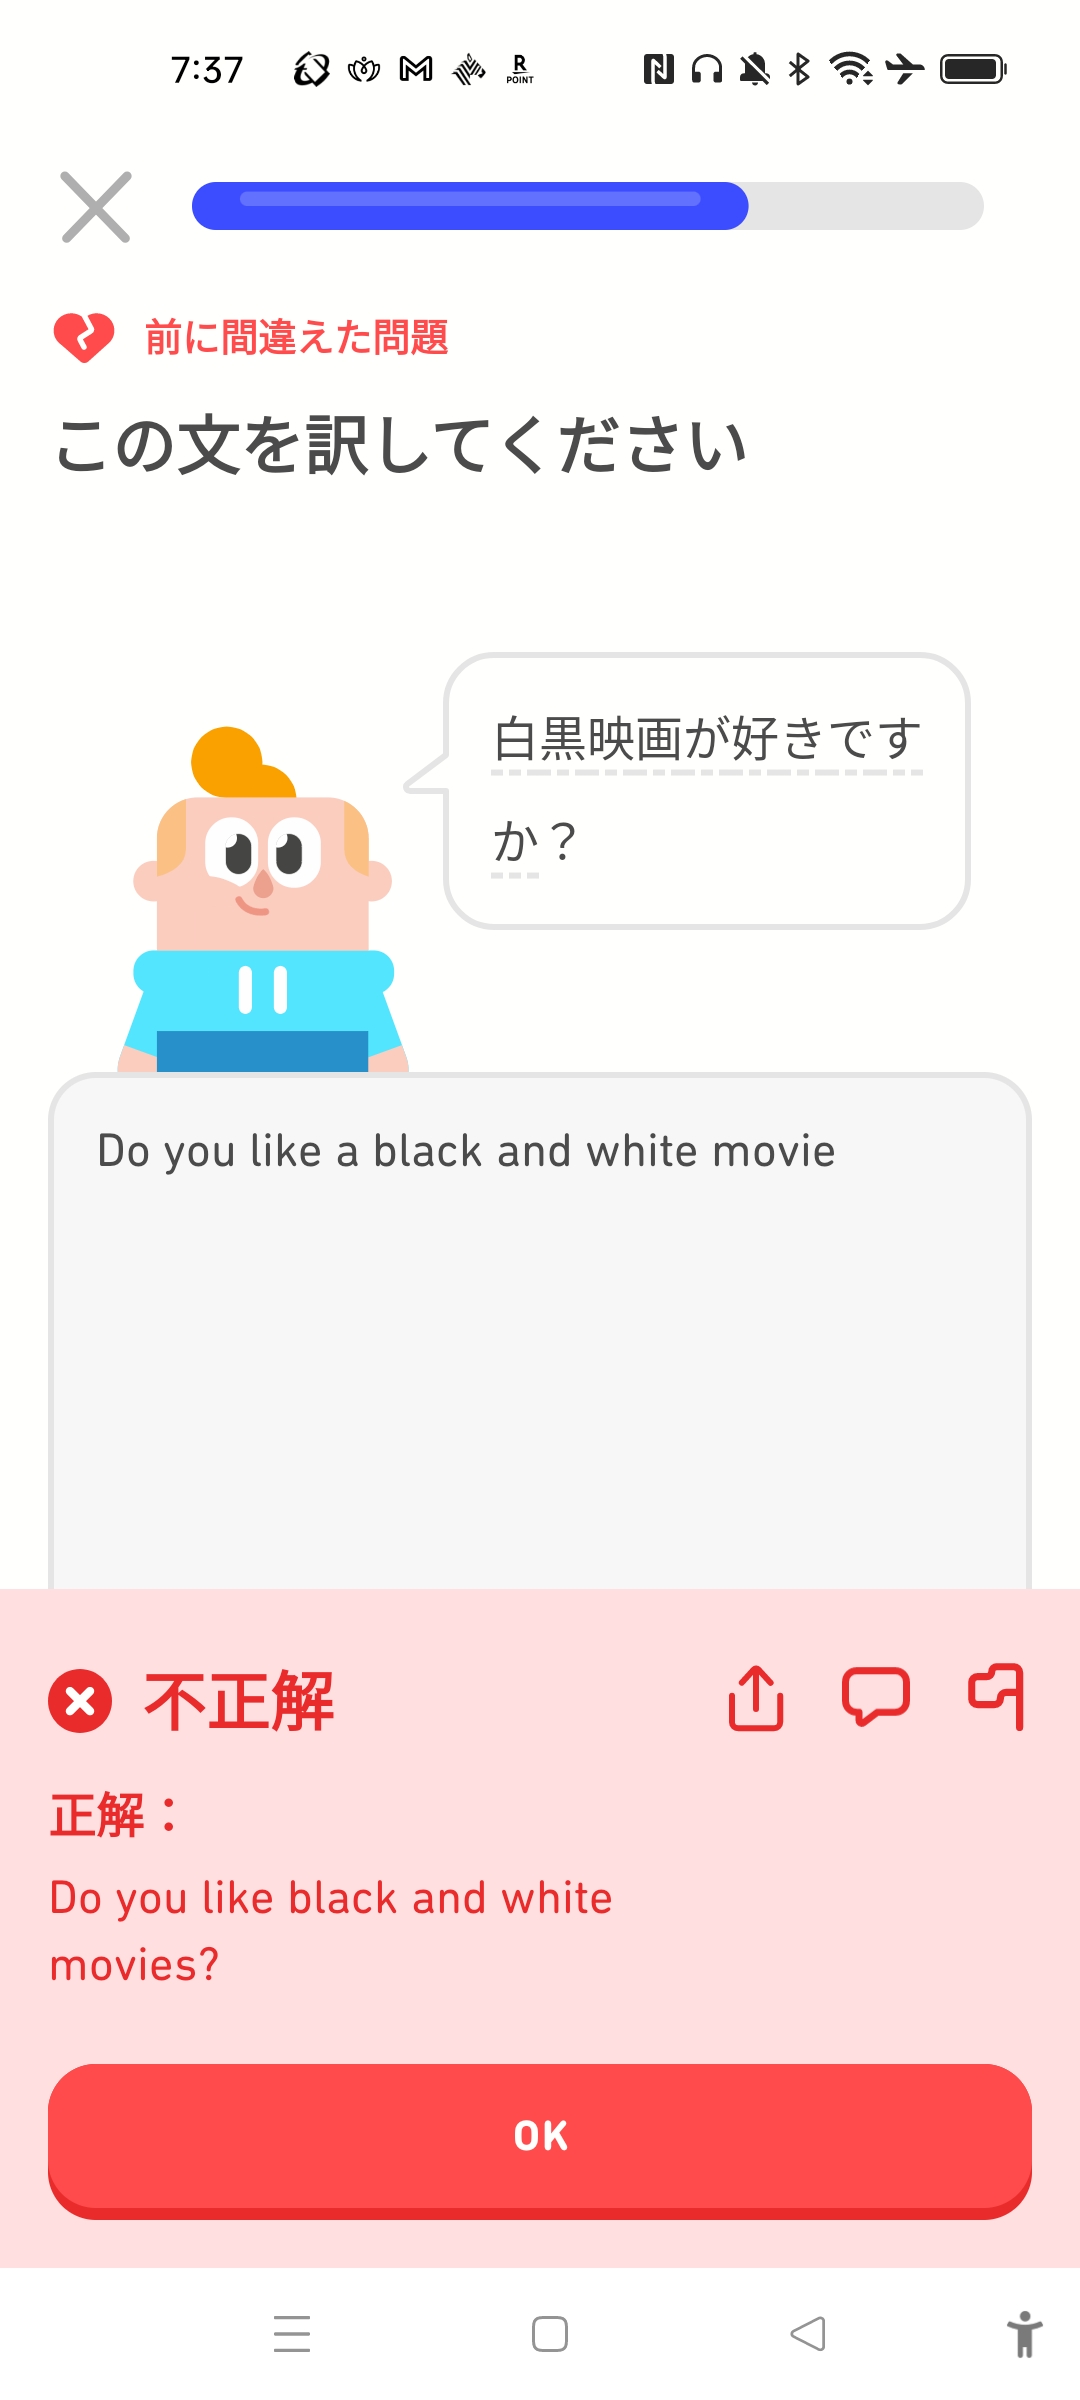 7:37
R
POINT
前に間違えた問題
この文を訳してください
白黒映画が好きです
か？
Do you like a black and white movie
不正解
正解：
Do you like black and white
movies?
OK